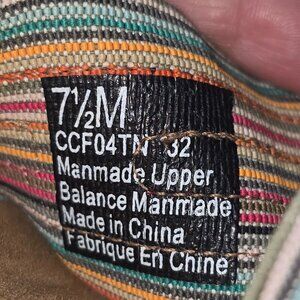 7½M
CCF04TN 32
Manmade Upper
Balance Manmade
Made in China
Fabrique En Chine